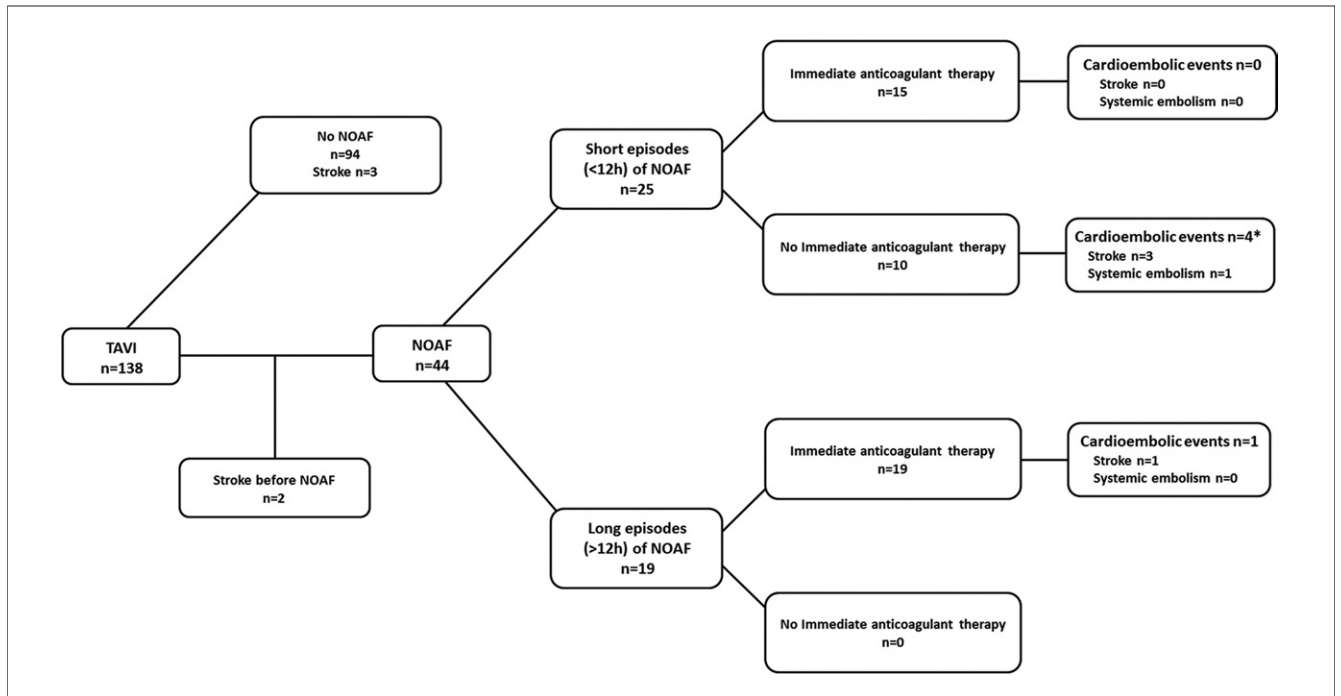 No NOAF
n=94
Stroke n=3
TAVI
n=138
Stroke before NOAF
n=2
NOAF
n=44
Short episodes
(<12h) of NOAF
n=25
Immediate anticoagulant therapy
n=15
Cardioembolic events n=0
Stroke n=0
Systemic embolism n=0
No Immediate anticoagulant therapy
n=10
Cardioembolic events n=4*
Stroke n=3
Systemic embolism n=1
Long episodes
(>12h) of NOAF
n=19
Immediate anticoagulant therapy
n=19
Cardioembolic events n=1
Stroke n=1
Systemic embolism n=0
No Immediate anticoagulant therapy
n=0